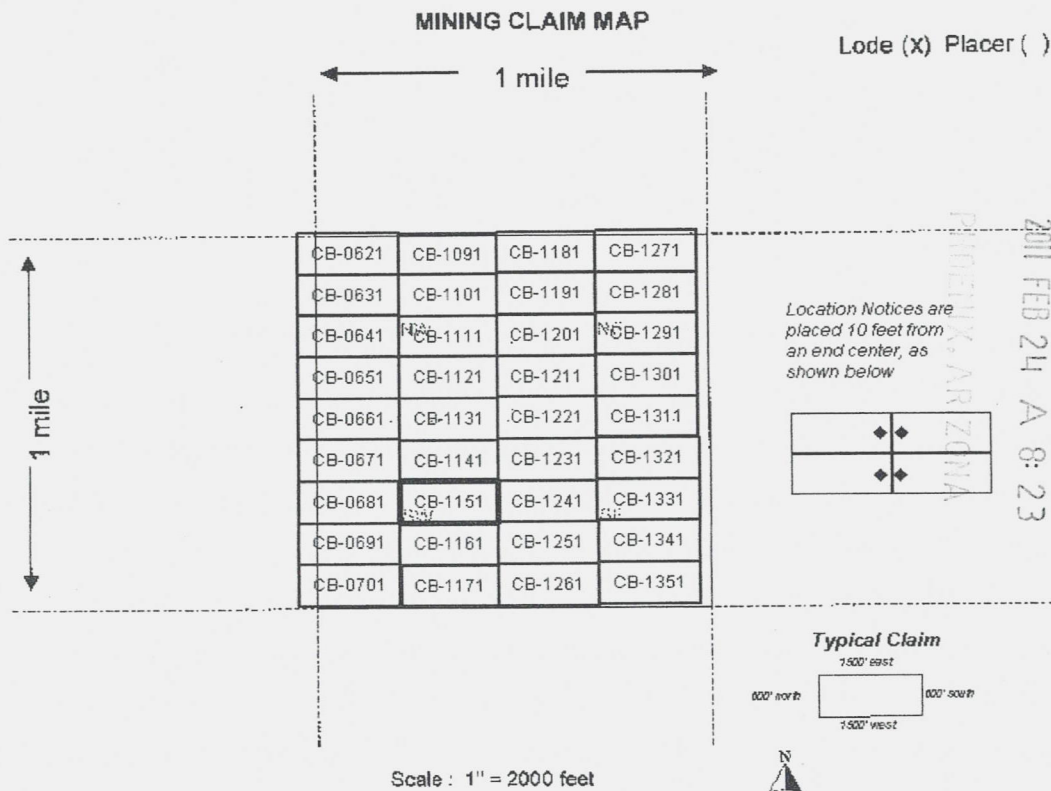 MINING CLAIM MAP
Lode (x) Placer ( )
1 mile
1 mile
CB-0621 CB-1091 CB-1181 CB-1271
CB-0631 CB-1101 CB-1191 CB-1281
CB-0641 NW CB-1111 CB-1201 NE CB-1291
CB-0651 CB-1121 CB-1211 CB-1301
CB-0661 CB-1131 CB-1221 CB-1311
CB-0671 CB-1141 CB-1231 CB-1321
CB-0681 CB-1151 CB-1241 CB-1331
SW SE
CB-0691 CB-1161 CB-1251 CB-1341
CB-0701 CB-1171 CB-1261 CB-1351
Location Notices are
placed 10 feet from
an end center, as
shown below
2011 FEB 24 A 8:23
PHOENIX, ARIZONA
Typical Claim
1500' east
600' north 600' south
1500' west
N
Scale : 1" = 2000 feet